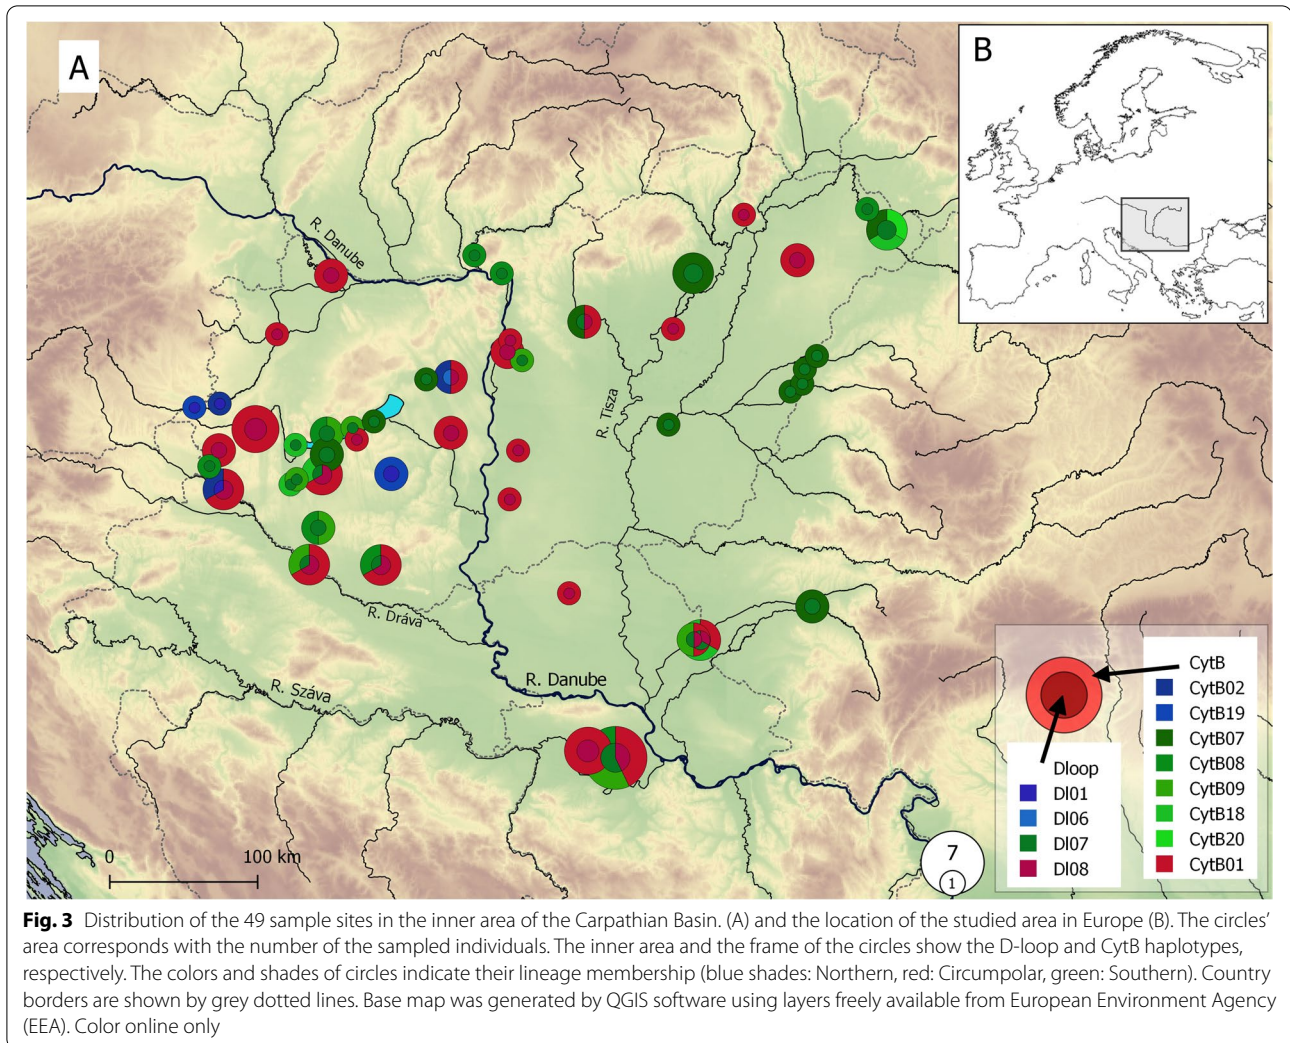 A
B
R. Danube
R. Tisza
R. Dráva
R. Száva
R. Danube
0 100 km
7
1
CytB
CytB02
CytB19
CytB07
CytB08
CytB09
CytB18
CytB20
CytB01
Dloop
Dl01
Dl06
Dl07
Dl08
Fig. 3 Distribution of the 49 sample sites in the inner area of the Carpathian Basin. (A) and the location of the studied area in Europe (B). The circles’
area corresponds with the number of the sampled individuals. The inner area and the frame of the circles show the D-loop and CytB haplotypes,
respectively. The colors and shades of circles indicate their lineage membership (blue shades: Northern, red: Circumpolar, green: Southern). Country
borders are shown by grey dotted lines. Base map was generated by QGIS software using layers freely available from European Environment Agency
(EEA). Color online only